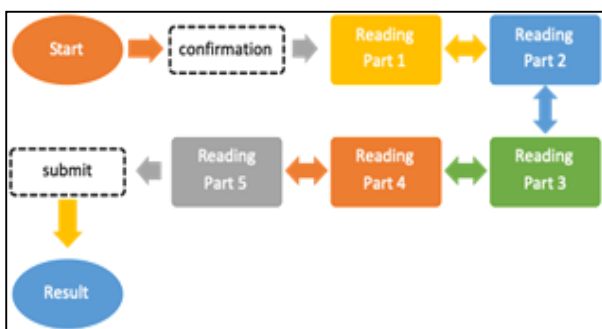 Start
confirmation
Reading
Part 1
Reading
Part 2
Reading
Part 3
Reading
Part 4
Reading
Part 5
submit
Result